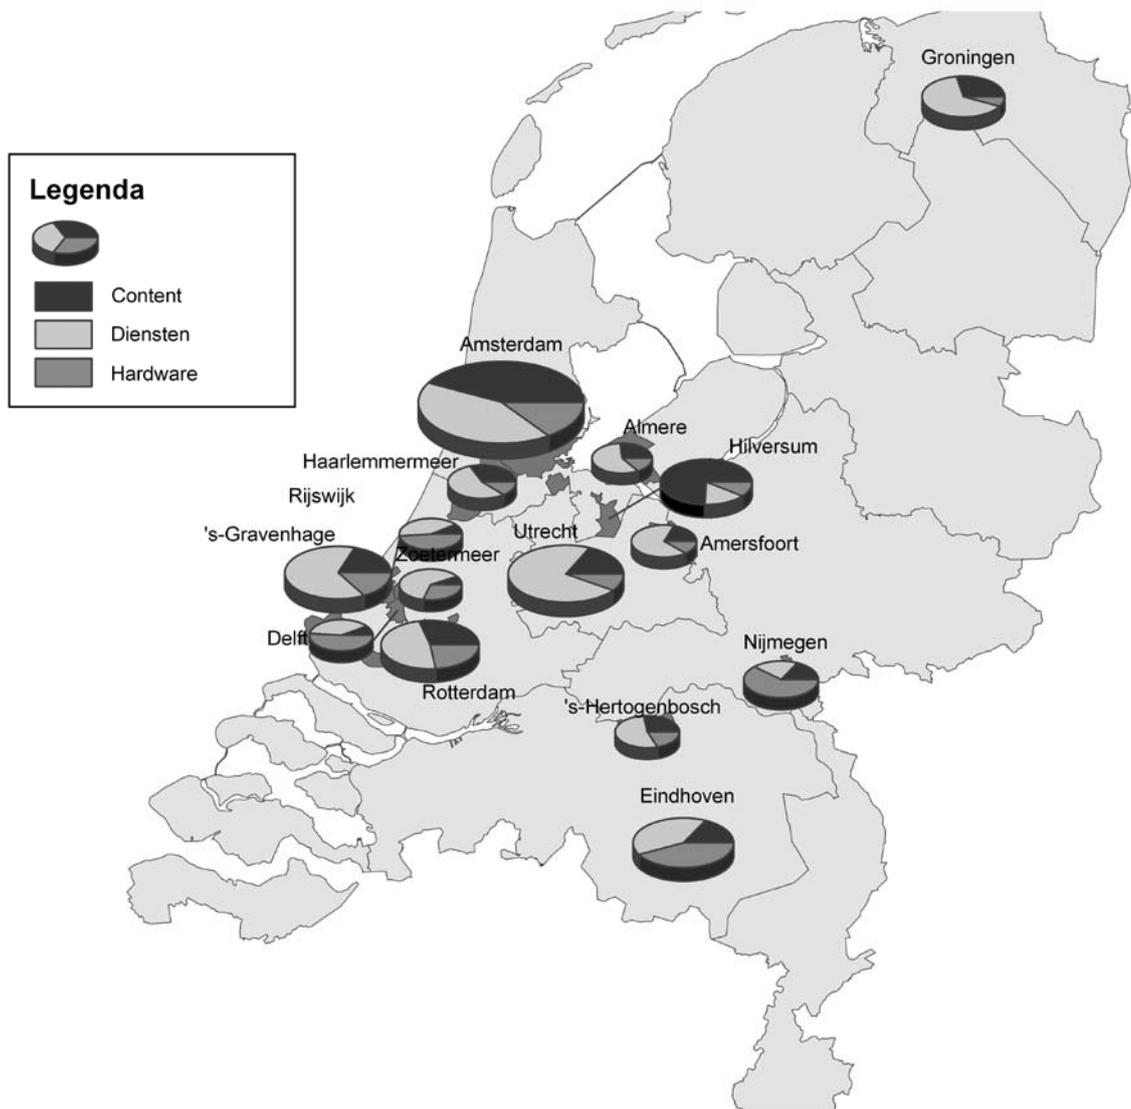 Groningen
Legenda
Content
Diensten
Hardware
Amsterdam
Almere
Hilversum
Haarlemmermeer
Rijswijk
's-Gravenhage
Utrecht
Amersfoort
Zoetermeer
Delft
Nijmegen
Rotterdam
's-Hertogenbosch
Eindhoven